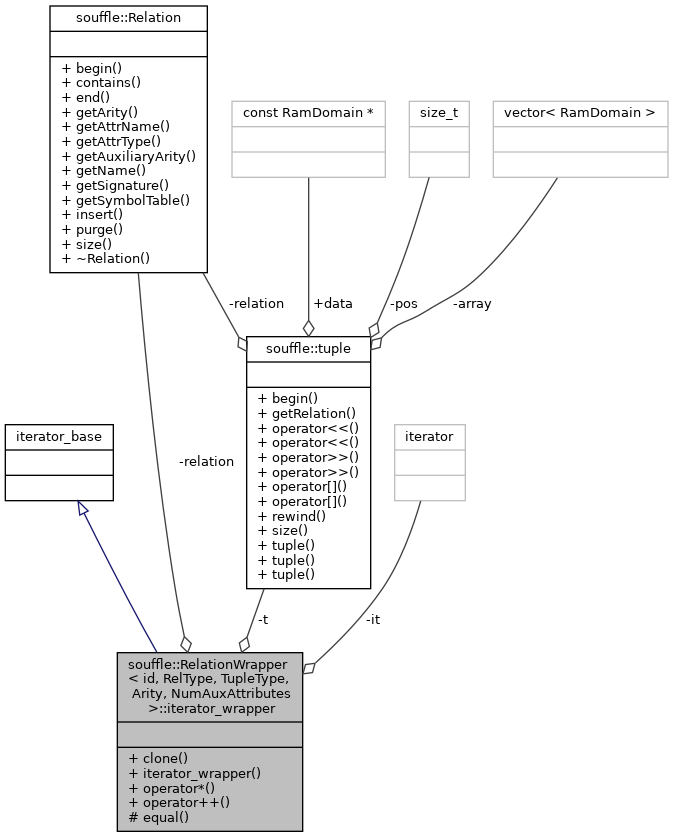 souffle::Relation
+ begin()
+ contains()
+ end()
+ getArity()
+ getAttrName()
+ getAttrType()
+ getAuxiliaryArity()
+ getName()
+ getSignature()
+ getSymbolTable()
+ insert()
+ purge()
+ size()
+ ~Relation()
const RamDomain *
size_t
vector< RamDomain >
-relation
+data
-pos
-array
souffle::tuple
+ begin()
+ getRelation()
+ operator<<()
+ operator<<()
+ operator>>()
+ operator>>()
+ operator[]()
+ operator[]()
+ rewind()
+ size()
+ tuple()
+ tuple()
+ tuple()
iterator_base
iterator
-relation
-t
-it
souffle::RelationWrapper
< id, RelType, TupleType,
Arity, NumAuxAttributes
>::iterator_wrapper
+ clone()
+ iterator_wrapper()
+ operator*()
+ operator++()
# equal()